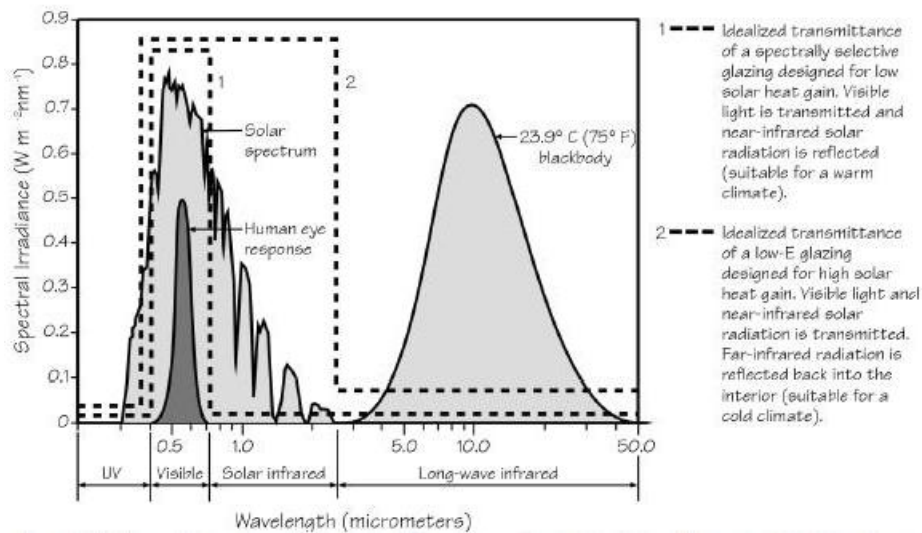 0.9
0.8
0.7
0.6
0.5
0.4
0.3
0.2
0.1
0
Spectral Irradiance (W m⁻²nm⁻¹)
1
2
Solar
spectrum
Human eye
response
23.9° C (75° F)
blackbody
0.5
1.0
5.0
10.0
50.0
UV
Visible
Solar infrared
Long-wave infrared
Wavelength (micrometers)
1
Idealized transmittance
of a spectrally selective
glazing designed for low
solar heat gain. Visible
light is transmitted and
near-infrared solar
radiation is reflected
(suitable for a warm
climate).
2
Idealized transmittance
of a low-E glazing
designed for high solar
heat gain. Visible light and
near-infrared solar
radiation is transmitted.
Far-infrared radiation is
reflected back into the
interior (suitable for a
cold climate).